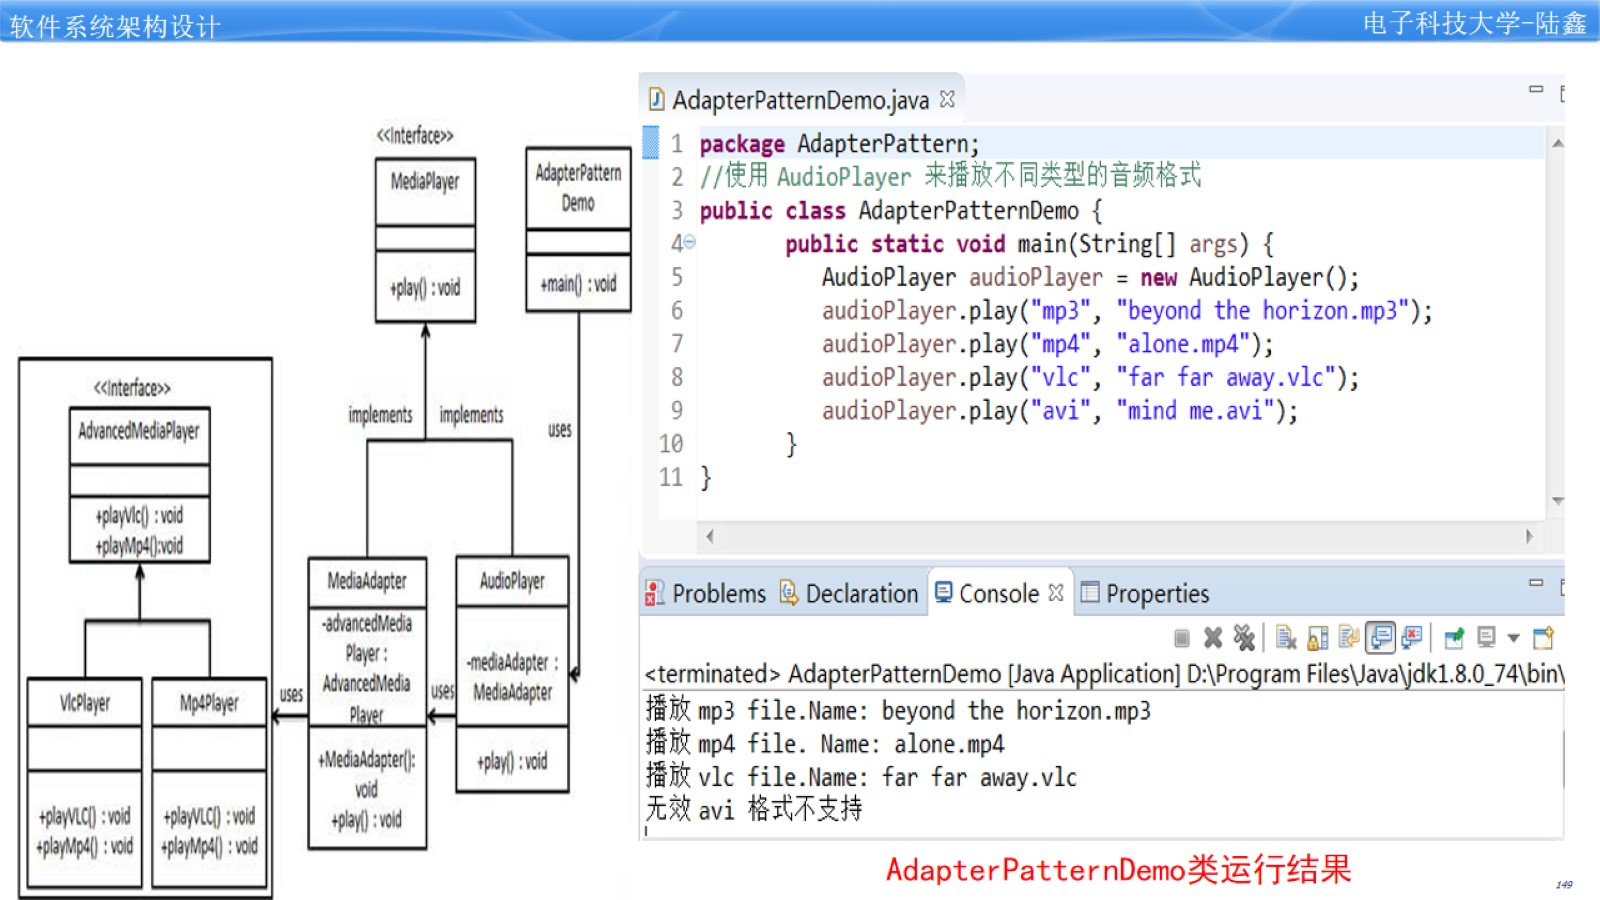 软件系统架构设计
电子科技大学-陆鑫
<<Interface>>
MediaPlayer
+play() : void
AdapterPattern
Demo
+main() : void
<<Interface>>
AdvancedMediaPlayer
+playVlc() : void
+playMp4():void
implements
implements
uses
VlcPlayer
+playVLC() : void
+playMp4() : void
Mp4Player
+playVLC() : void
+playMp4() : void
uses
MediaAdapter
-advancedMedia
Player :
AdvancedMedia
Player
+MediaAdapter():
void
+play() : void
uses
AudioPlayer
-mediaAdapter :
MediaAdapter
+play() : void
AdapterPatternDemo.java
1 package AdapterPattern;
2 //使用 AudioPlayer 来播放不同类型的音频格式
3 public class AdapterPatternDemo {
4 public static void main(String[] args) {
5 AudioPlayer audioPlayer = new AudioPlayer();
6 audioPlayer.play("mp3", "beyond the horizon.mp3");
7 audioPlayer.play("mp4", "alone.mp4");
8 audioPlayer.play("vlc", "far far away.vlc");
9 audioPlayer.play("avi", "mind me.avi");
10 }
11 }
Problems Declaration Console Properties
<terminated> AdapterPatternDemo [Java Application] D:\Program Files\Java\jdk1.8.0_74\bin\
播放 mp3 file.Name: beyond the horizon.mp3
播放 mp4 file. Name: alone.mp4
播放 vlc file.Name: far far away.vlc
无效 avi 格式不支持
AdapterPatternDemo类运行结果
149